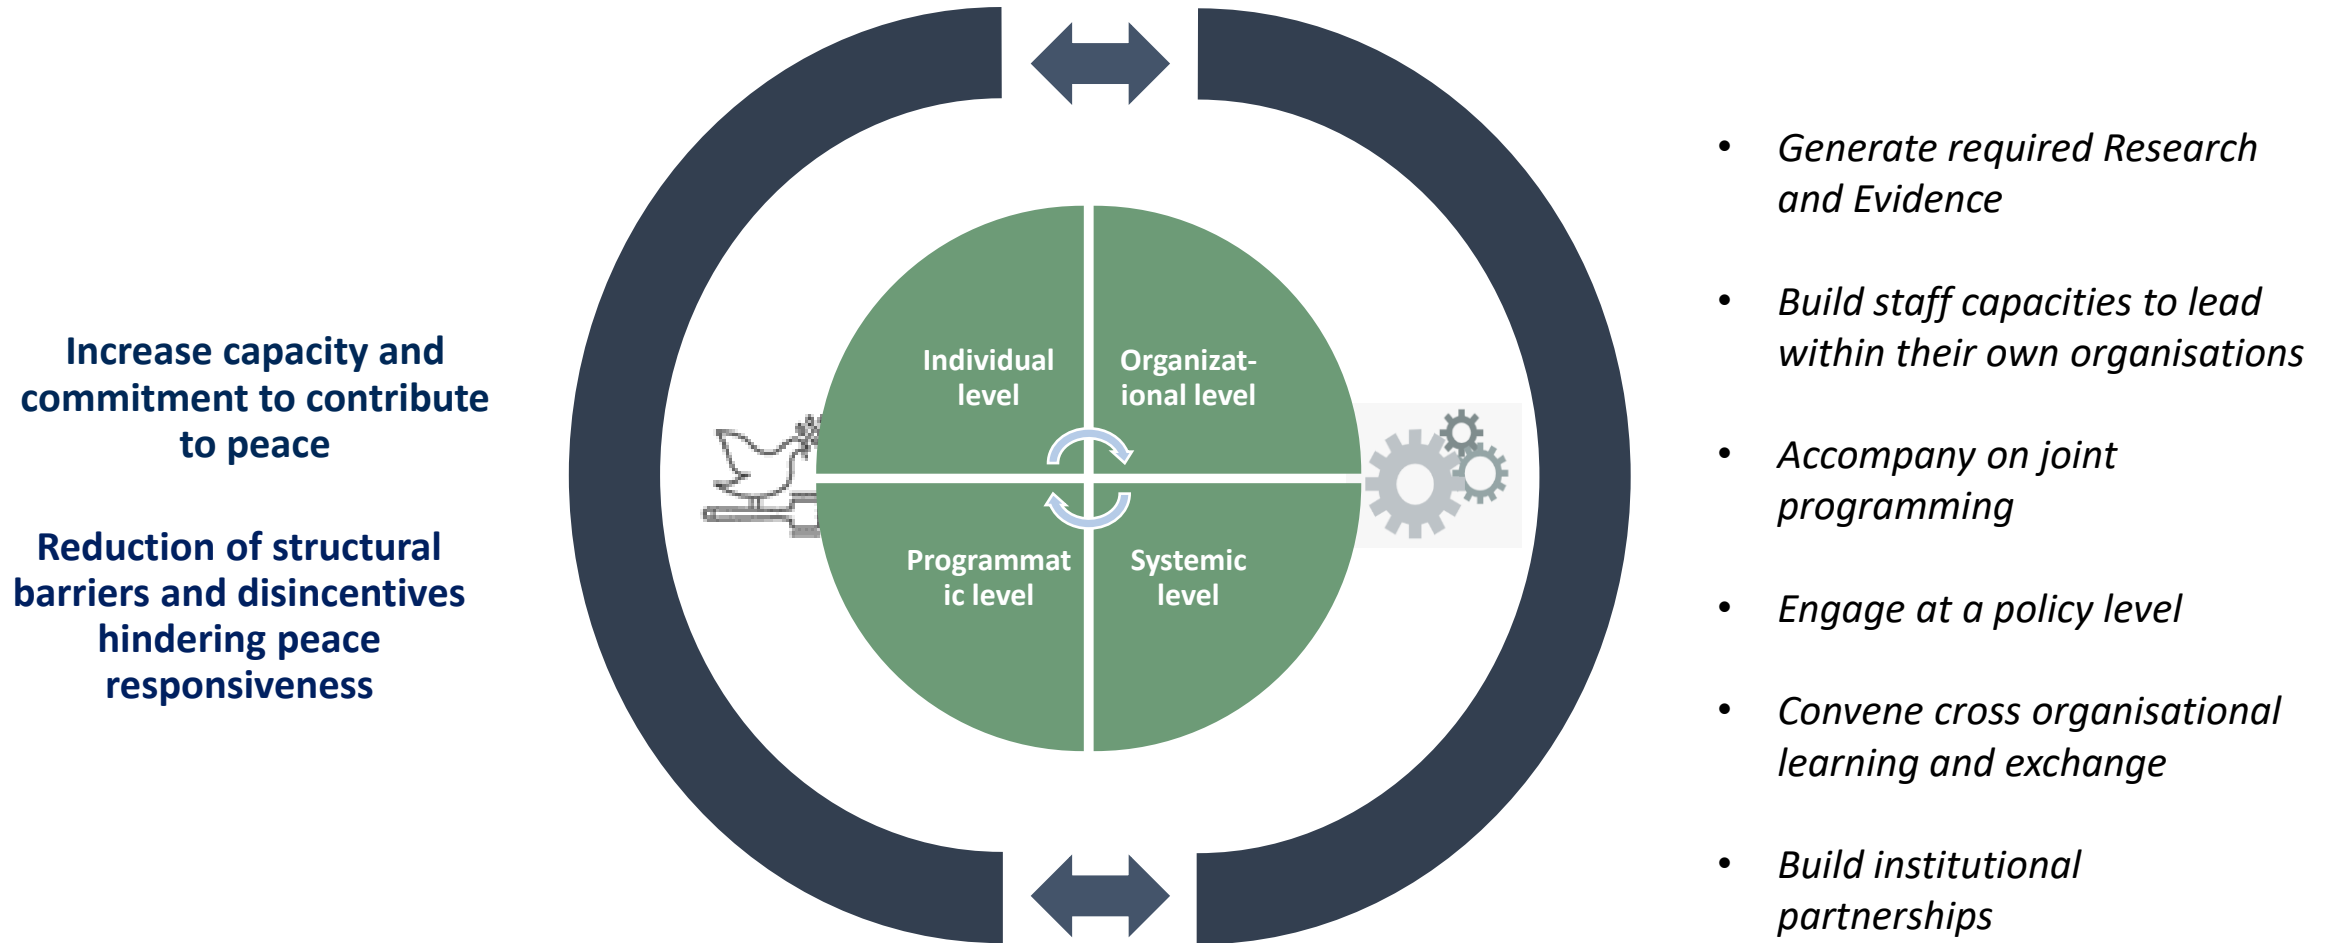 Increase capacity and
commitment to contribute
to peace
Reduction of structural
barriers and disincentives
hindering peace
responsiveness
Individual
level
Organizat-
ional level
Programmat
ic level
Systemic
level
• Generate required Research
and Evidence
• Build staff capacities to lead
within their own organisations
• Accompany on joint
programming
• Engage at a policy level
• Convene cross organisational
learning and exchange
• Build institutional
partnerships